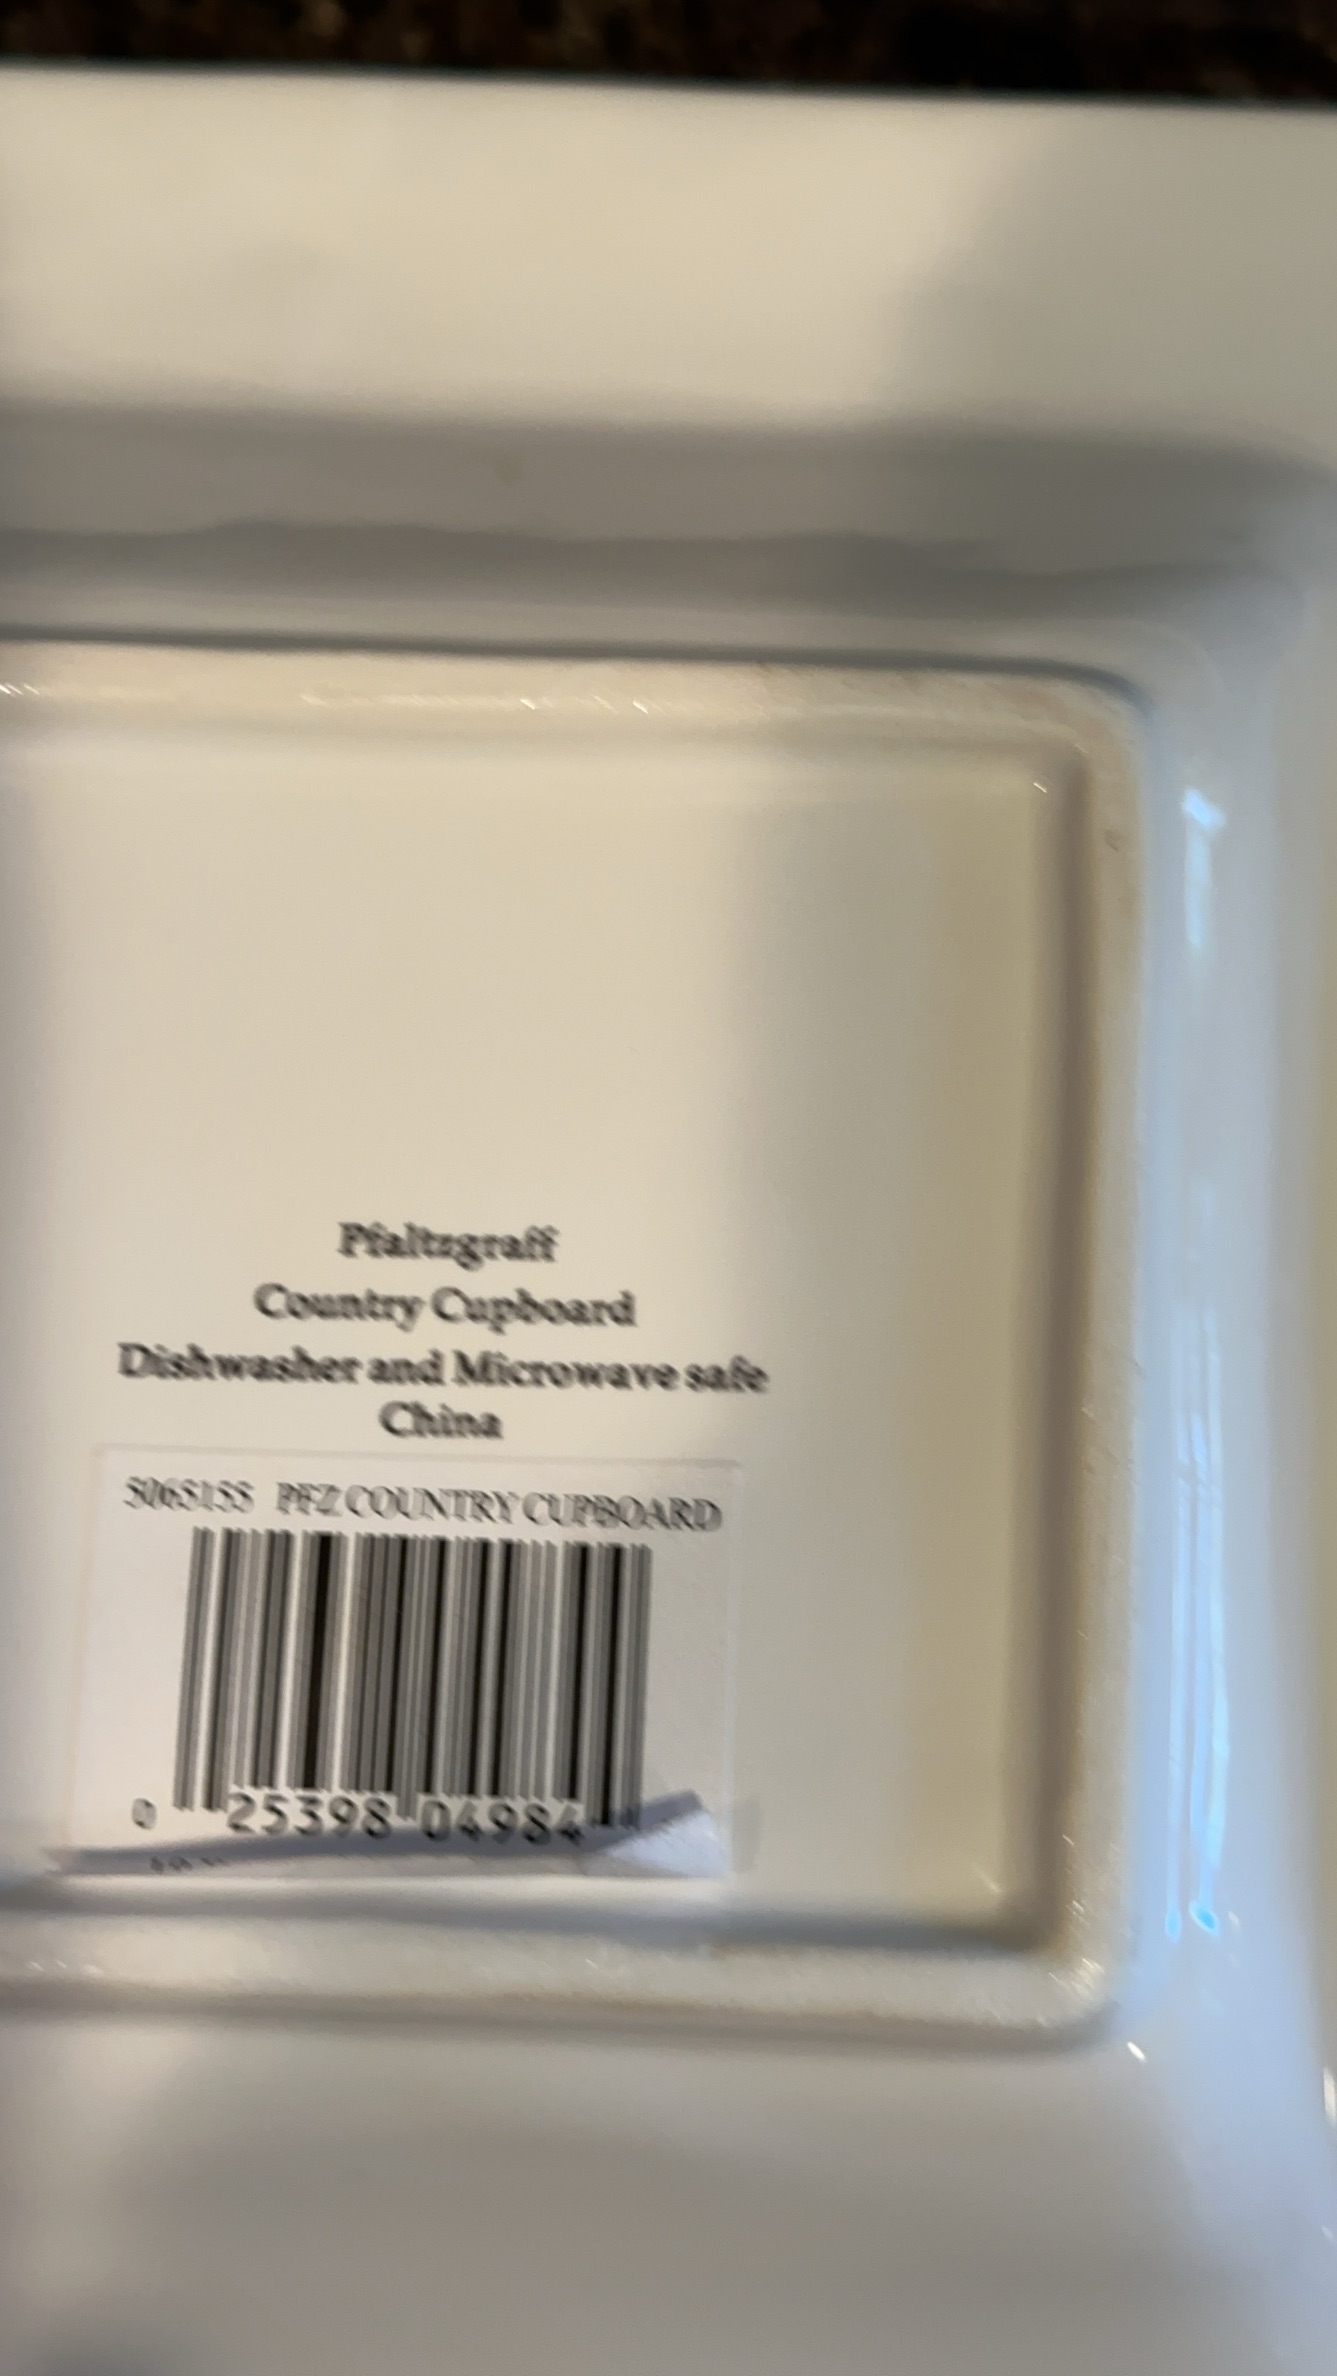 Pfaltzgraff
Country Cupboard
Dishwasher and Microwave safe
China
5065155 PFZ COUNTRY CUPBOARD
0 25398 04984